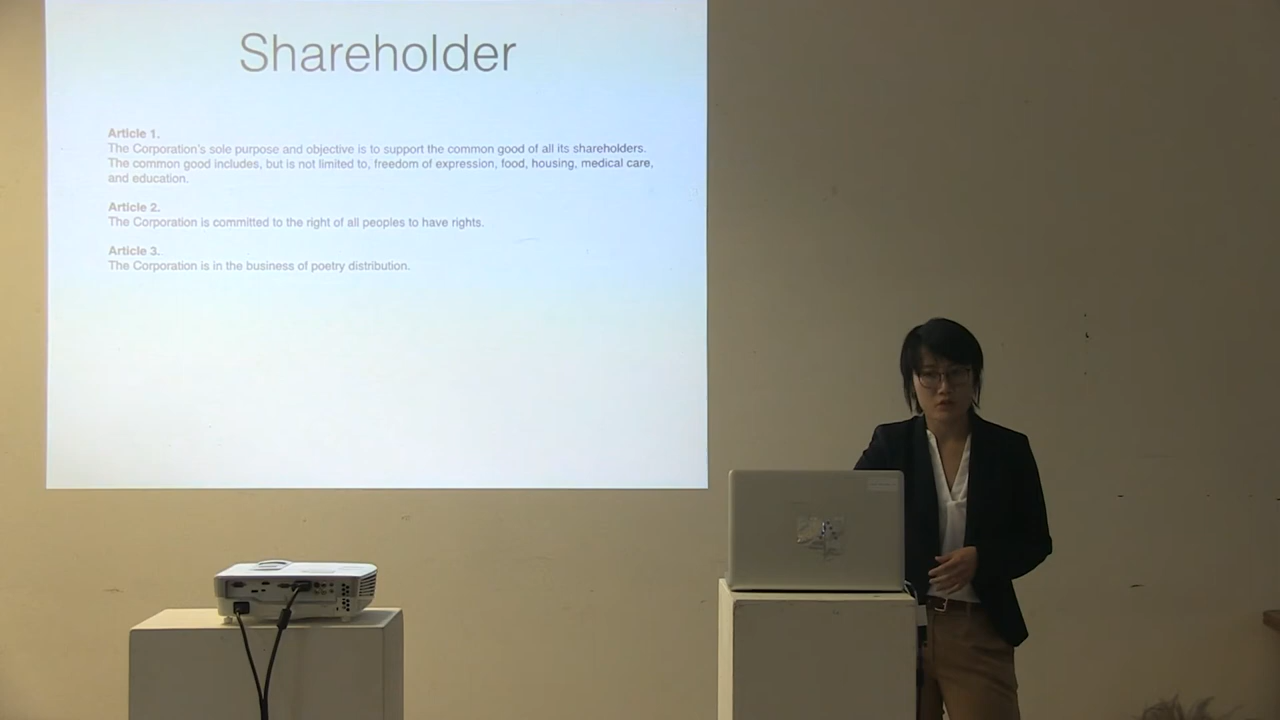 Shareholder
Article 1.
The Corporation's sole purpose and objective is to support the common good of all its shareholders.
The common good includes, but is not limited to, freedom of expression, food, housing, medical care,
and education.
Article 2.
The Corporation is committed to the right of all peoples to have rights.
Article 3.
The Corporation is in the business of poetry distribution.